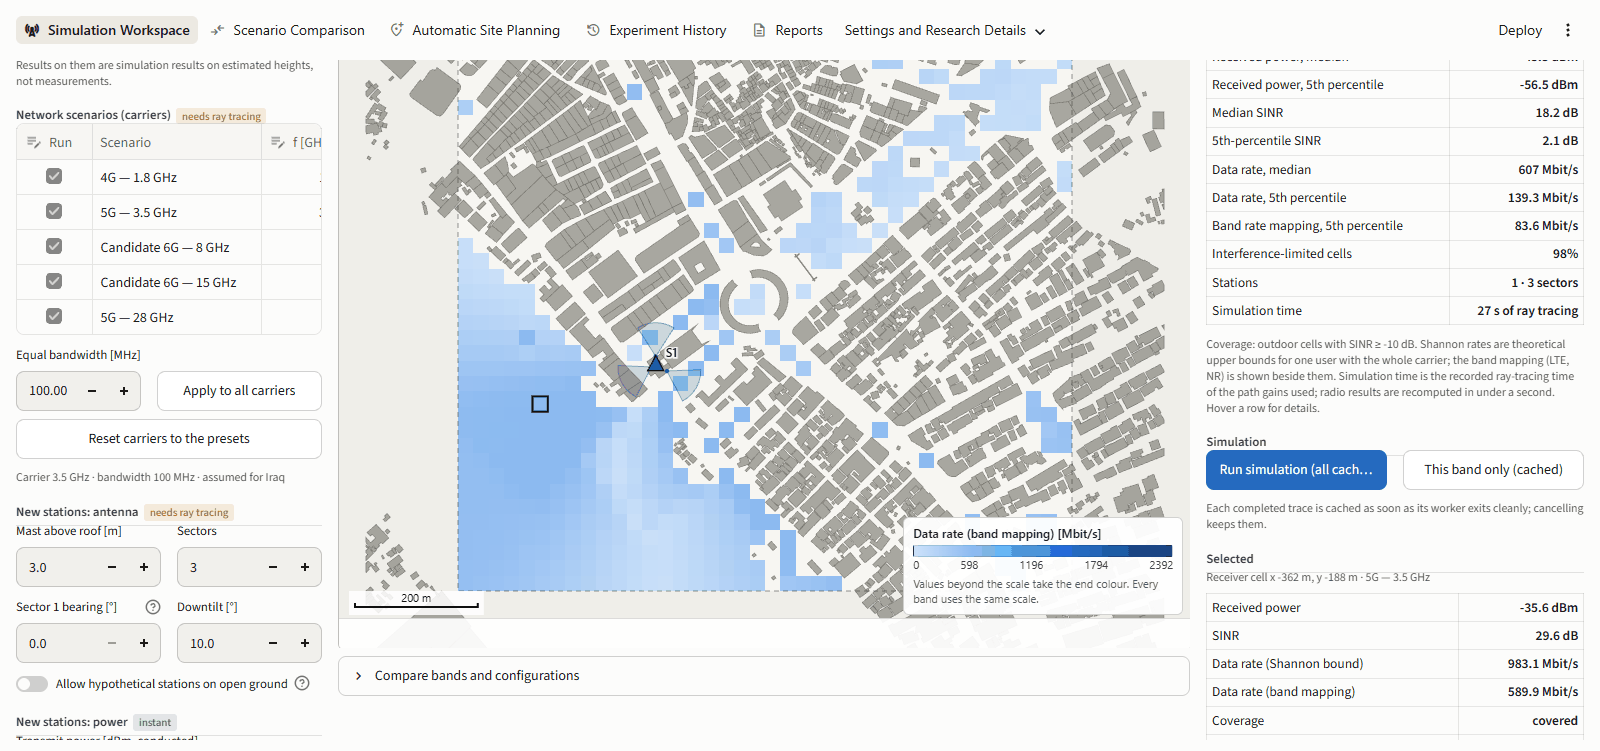 Simulation Workspace
Scenario Comparison
Automatic Site Planning
Experiment History
Reports
Settings and Research Details
Deploy
Results on them are simulation results on estimated heights,
not measurements.
Network scenarios (carriers) needs ray tracing
Run Scenario f [GH
4G — 1.8 GHz
5G — 3.5 GHz
Candidate 6G — 8 GHz
Candidate 6G — 15 GHz
5G — 28 GHz
Equal bandwidth [MHz]
100.00 − +
Apply to all carriers
Reset carriers to the presets
Carrier 3.5 GHz · bandwidth 100 MHz · assumed for Iraq
New stations: antenna needs ray tracing
Mast above roof [m] Sectors
3.0 − + 3 − +
Sector 1 bearing [°] Downtilt [°]
0.0 − + 10.0 − +
Allow hypothetical stations on open ground
New stations: power instant
Transmit power [dBm, conducted]
S1
200 m
Data rate (band mapping) [Mbit/s]
0 598 1196 1794 2392
Values beyond the scale take the end colour. Every
band uses the same scale.
Compare bands and configurations
Received power, median
Received power, 5th percentile -56.5 dBm
Median SINR 18.2 dB
5th-percentile SINR 2.1 dB
Data rate, median 607 Mbit/s
Data rate, 5th percentile 139.3 Mbit/s
Band rate mapping, 5th percentile 83.6 Mbit/s
Interference-limited cells 98%
Stations 1 · 3 sectors
Simulation time 27 s of ray tracing
Coverage: outdoor cells with SINR ≥ -10 dB. Shannon rates are theoretical
upper bounds for one user with the whole carrier; the band mapping (LTE,
NR) is shown beside them. Simulation time is the recorded ray-tracing time
of the path gains used; radio results are recomputed in under a second.
Hover a row for details.
Simulation
Run simulation (all cach...
This band only (cached)
Each completed trace is cached as soon as its worker exits cleanly; cancelling
keeps them.
Selected
Receiver cell x -362 m, y -188 m · 5G — 3.5 GHz
Received power -35.6 dBm
SINR 29.6 dB
Data rate (Shannon bound) 983.1 Mbit/s
Data rate (band mapping) 589.9 Mbit/s
Coverage covered